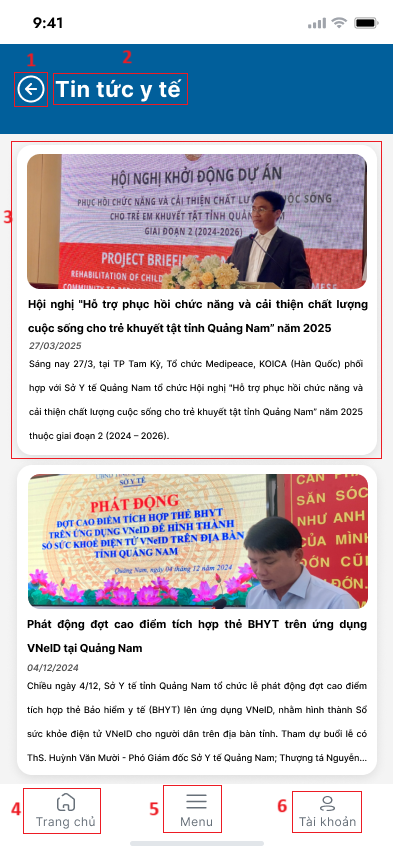 9:41
1
2
Tin tức y tế
3
HỘI NGHỊ KHỞI ĐỘNG DỰ ÁN
PHỤC HỒI CHỨC NĂNG VÀ CẢI THIỆN CHẤT LƯ ỘC SỐNG
CHO TRẺ EM KHUYẾT TẬT TỈNH QUẢNG NAM
GIAI ĐOẠN 2 (2024-2026)
PROJECT BRIEFING
REHABILITATION OF CHILD
Hội nghị "Hỗ trợ phục hồi chức năng và cải thiện chất lượng
cuộc sống cho trẻ khuyết tật tỉnh Quảng Nam” năm 2025
27/03/2025
Sáng nay 27/3, tại TP Tam Kỳ, Tổ chức Medipeace, KOICA (Hàn Quốc) phối
hợp với Sở Y tế Quảng Nam tổ chức Hội nghị "Hỗ trợ phục hồi chức năng và
cải thiện chất lượng cuộc sống cho trẻ khuyết tật tỉnh Quảng Nam” năm 2025
thuộc giai đoạn 2 (2024 – 2026).
SỞ Y TẾ
PHÁT ĐỘNG
ĐỢT CAO ĐIỂM TÍCH HỢP THẺ BHYT
TRÊN ỨNG DỤNG VNeID ĐỂ HÌNH THÀNH
SỔ SỨC KHOẺ ĐIỆN TỬ VNeID TRÊN ĐỊA BÀN
TỈNH QUẢNG NAM
Quảng Nam, ngày 04 tháng 12 năm 2024
CẦN PHẢ
SĂN SÓC
NHƯ ANH
CỦA MÌNH
ĐỚN CŨ
ĐỚN.
Phát động đợt cao điểm tích hợp thẻ BHYT trên ứng dụng
VNeID tại Quảng Nam
04/12/2024
Chiều ngày 4/12, Sở Y tế tỉnh Quảng Nam tổ chức lễ phát động đợt cao điểm
tích hợp thẻ Bảo hiểm y tế (BHYT) lên ứng dụng VNeID, nhằm hình thành Sổ
sức khỏe điện tử VNeID cho người dân trên địa bàn tỉnh. Tham dự buổi lễ có
ThS. Huỳnh Văn Mười - Phó Giám đốc Sở Y tế Quảng Nam; Thượng tá Nguyễn...
4
Trang chủ
5
Menu
6
Tài khoản